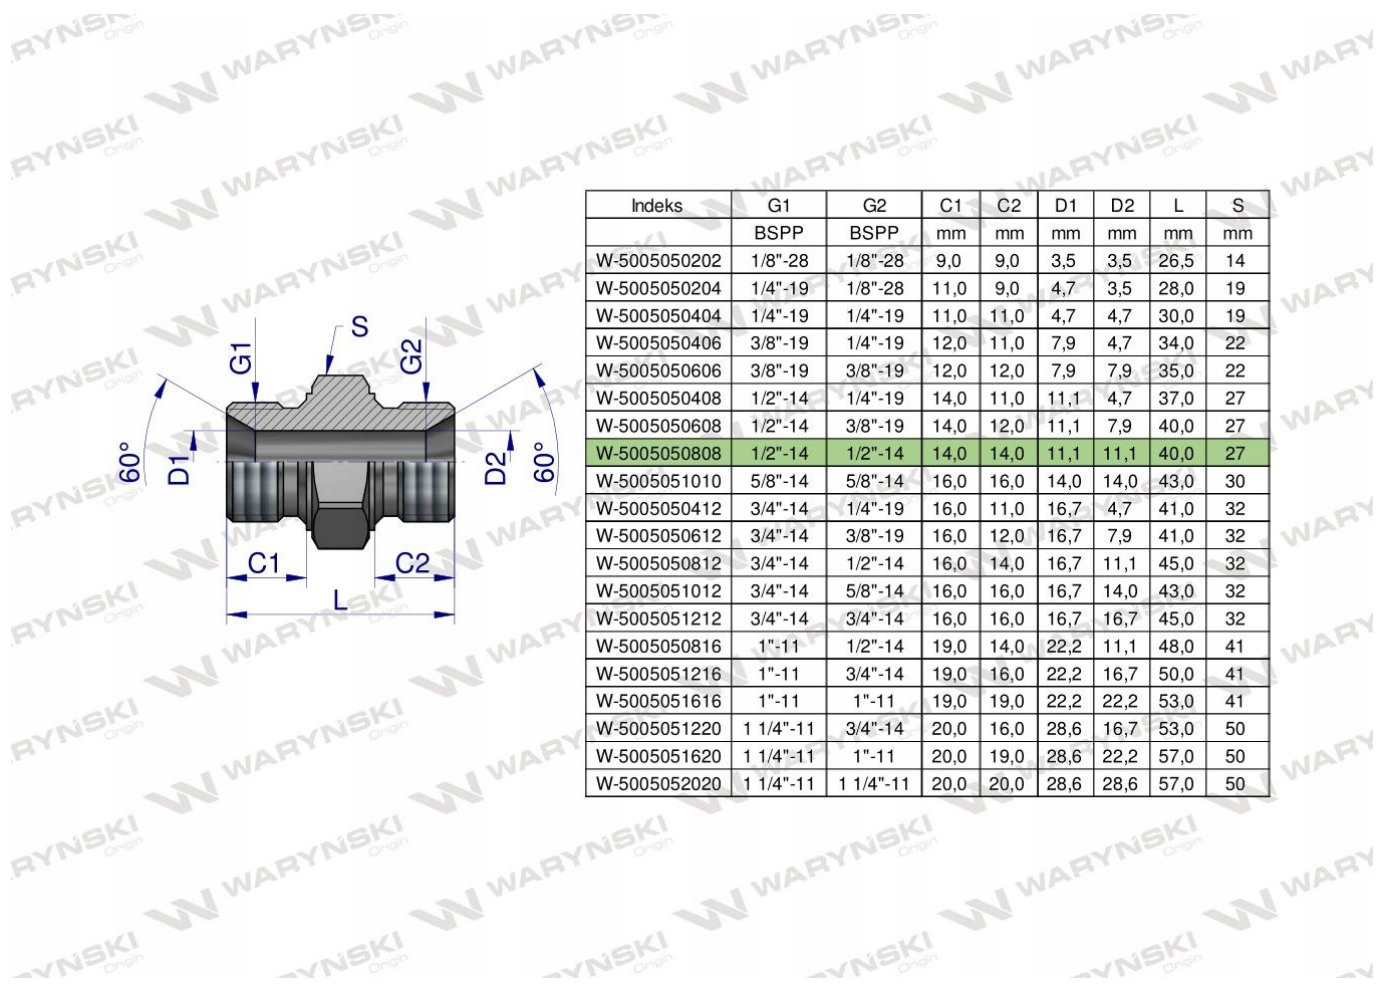 WARYŃSKI
Origin
Indeks G1 G2 C1 C2 D1 D2 L S
BSPP BSPP mm mm mm mm mm mm
W-5005050202 1/8"-28 1/8"-28 9,0 9,0 3,5 3,5 26,5 14
W-5005050204 1/4"-19 1/8"-28 11,0 9,0 4,7 3,5 28,0 19
W-5005050404 1/4"-19 1/4"-19 11,0 11,0 4,7 4,7 30,0 19
W-5005050406 3/8"-19 1/4"-19 12,0 11,0 7,9 4,7 34,0 22
W-5005050606 3/8"-19 3/8"-19 12,0 12,0 7,9 7,9 35,0 22
W-5005050408 1/2"-14 1/4"-19 14,0 11,0 11,1 4,7 37,0 27
W-5005050608 1/2"-14 3/8"-19 14,0 12,0 11,1 7,9 40,0 27
W-5005050808 1/2"-14 1/2"-14 14,0 14,0 11,1 11,1 40,0 27
W-5005051010 5/8"-14 5/8"-14 16,0 16,0 14,0 14,0 43,0 30
W-5005050412 3/4"-14 1/4"-19 16,0 11,0 16,7 4,7 41,0 32
W-5005050612 3/4"-14 3/8"-19 16,0 12,0 16,7 7,9 41,0 32
W-5005050812 3/4"-14 1/2"-14 16,0 14,0 16,7 11,1 45,0 32
W-5005051012 3/4"-14 5/8"-14 16,0 16,0 16,7 14,0 43,0 32
W-5005051212 3/4"-14 3/4"-14 16,0 16,0 16,7 16,7 45,0 32
W-5005050816 1"-11 1/2"-14 19,0 14,0 22,2 11,1 48,0 41
W-5005051216 1"-11 3/4"-14 19,0 16,0 22,2 16,7 50,0 41
W-5005051616 1"-11 1"-11 19,0 19,0 22,2 22,2 53,0 41
W-5005051220 1 1/4"-11 3/4"-14 20,0 16,0 28,6 16,7 53,0 50
W-5005051620 1 1/4"-11 1"-11 20,0 19,0 28,6 22,2 57,0 50
W-5005052020 1 1/4"-11 1 1/4"-11 20,0 20,0 28,6 28,6 57,0 50
S
G1
G2
60°
D1
D2
60°
C1
C2
L